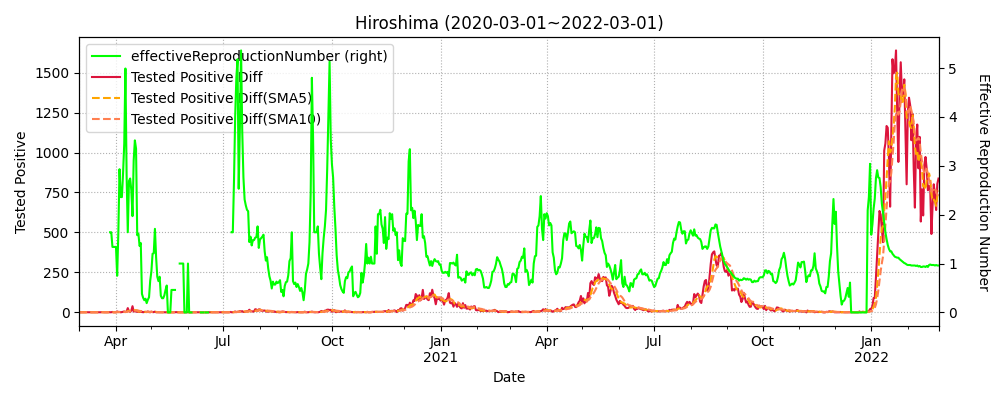 Hiroshima (2020-03-01~2022-03-01)
effectiveReproductionNumber (right)
Tested Positive Diff
Tested Positive Diff(SMA5)
Tested Positive Diff(SMA10)
Tested Positive
1500
1250
1000
750
500
250
0
5
4
3
2
1
0
Effective Reproduction Number
Apr
Jul
Oct
Jan
2021
Apr
Jul
Oct
Jan
2022
Date